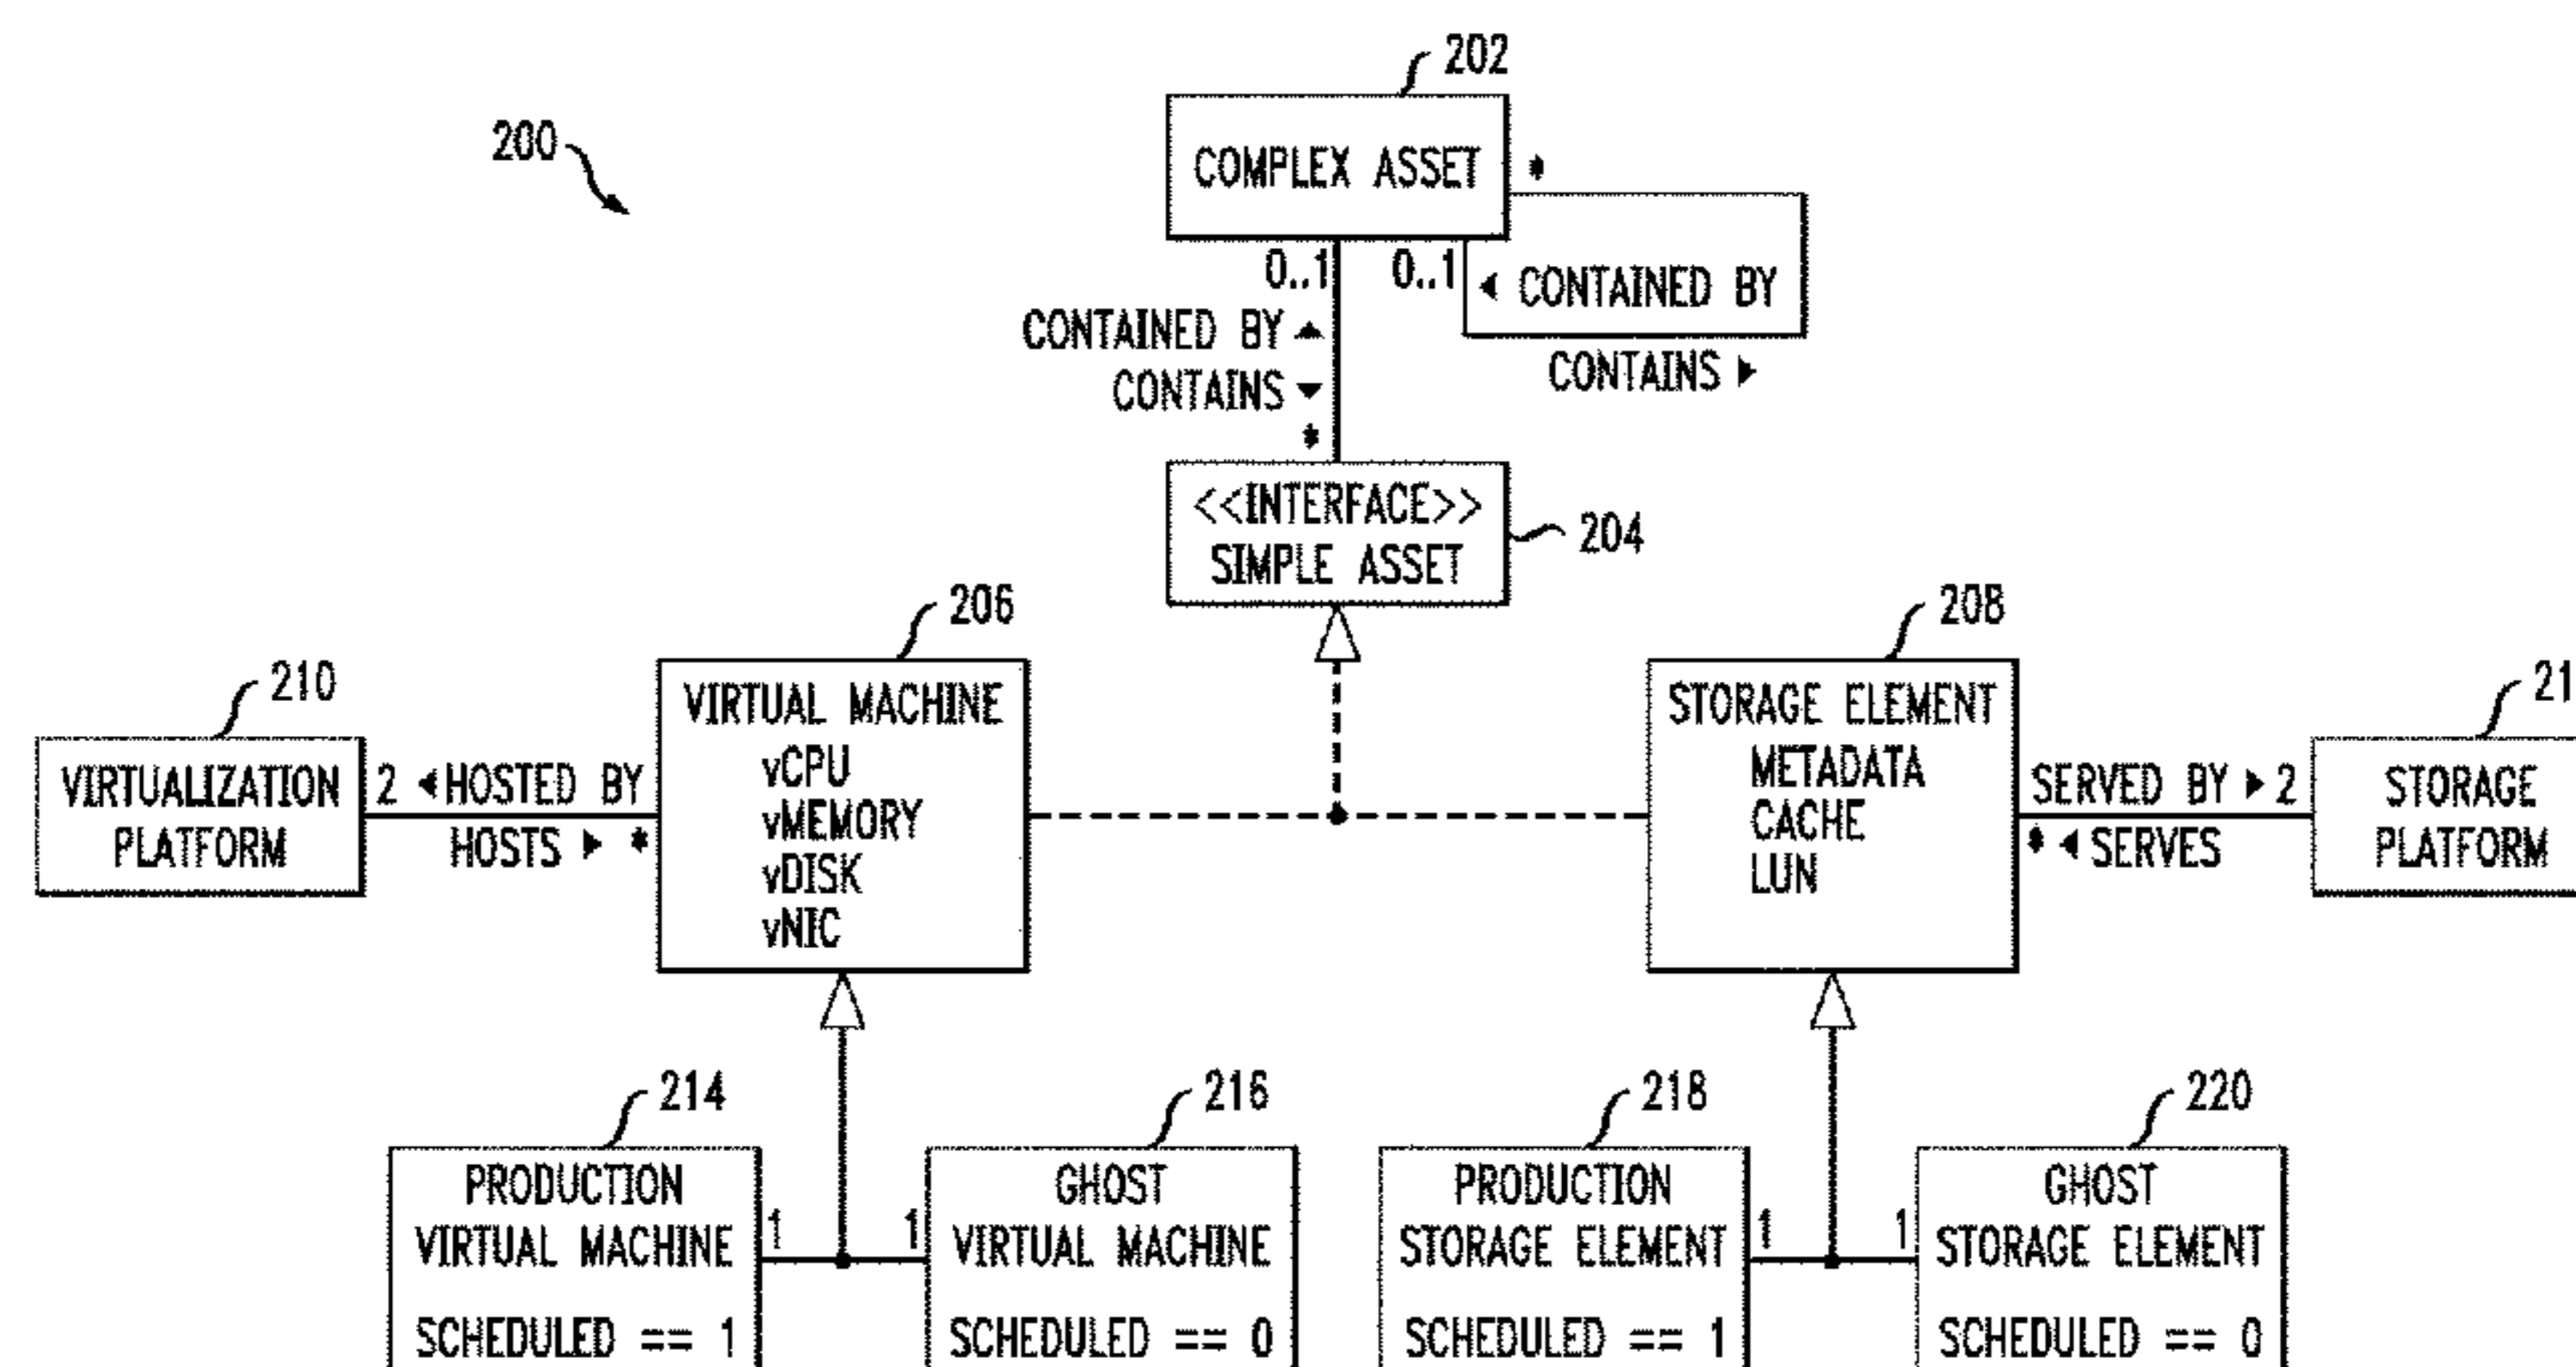 202
200
COMPLEX ASSET *
0..1 0..1 ◄ CONTAINED BY
CONTAINED BY ▲
CONTAINS ►
CONTAINS ▼
*
<<INTERFACE>>
SIMPLE ASSET
204
206
208
210
VIRTUALIZATION
PLATFORM
2 ◄ HOSTED BY
HOSTS ► *
VIRTUAL MACHINE
vCPU
vMEMORY
vDISK
vNIC
STORAGE ELEMENT
METADATA
CACHE
LUN
SERVED BY ► 2
* ◄ SERVES
21
STORAGE
PLATFORM
214
PRODUCTION
VIRTUAL MACHINE
SCHEDULED == 1
1
1
216
GHOST
VIRTUAL MACHINE
SCHEDULED == 0
218
PRODUCTION
STORAGE ELEMENT
SCHEDULED == 1
1
1
220
GHOST
STORAGE ELEMENT
SCHEDULED == 0